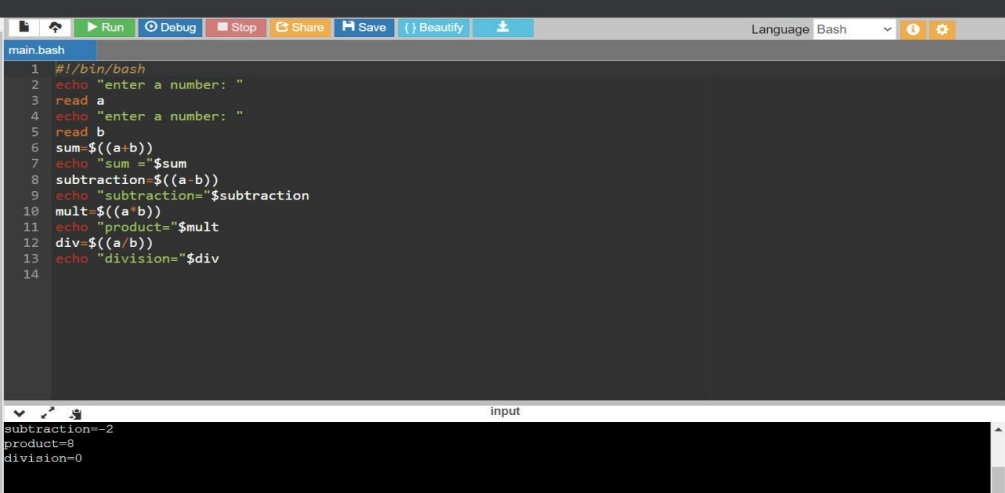 Run Debug Stop Share Save { } Beautify Language Bash
main.bash
1 #!/bin/bash
2 echo "enter a number: "
3 read a
4 echo "enter a number: "
5 read b
6 sum=$((a+b))
7 echo "sum ="$sum
8 subtraction=$((a-b))
9 echo "subtraction="$subtraction
10 mult=$((a*b))
11 echo "product="$mult
12 div=$((a/b))
13 echo "division="$div
14
input
subtraction=-2
product=8
division=0